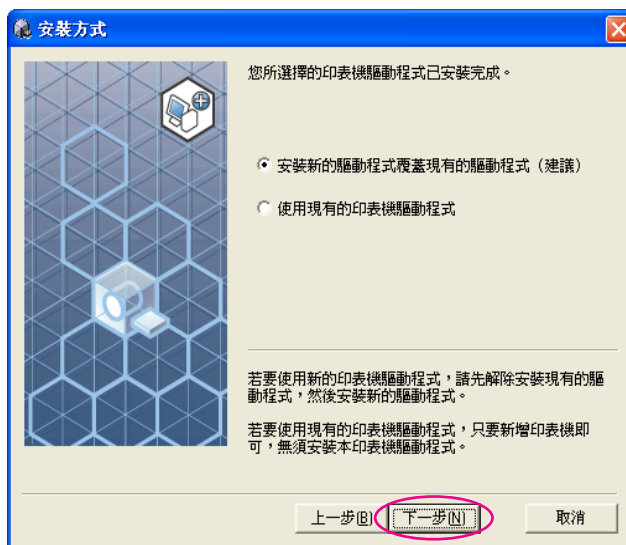 安裝方式
您所選擇的印表機驅動程式已安裝完成。
安裝新的驅動程式覆蓋現有的驅動程式（建議）
使用現有的印表機驅動程式
若要使用新的印表機驅動程式，請先解除安裝現有的驅
動程式，然後安裝新的驅動程式。
若要使用現有的印表機驅動程式，只要新增印表機即
可，無須安裝本印表機驅動程式。
上一步(B) 下一步(N) 取消